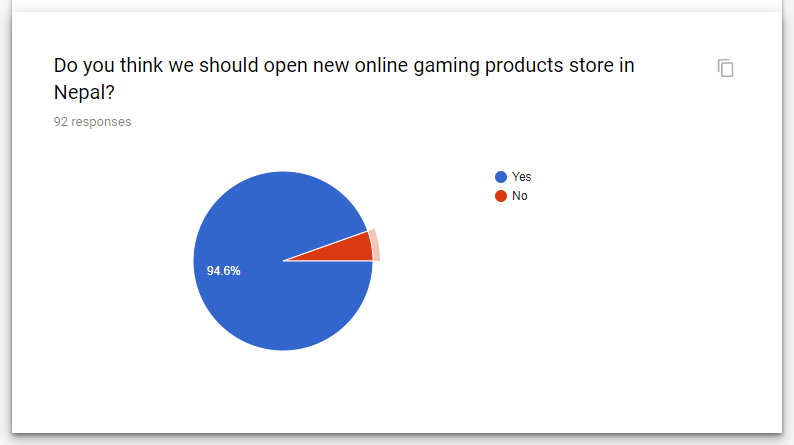 Do you think we should open new online gaming products store in
Nepal?
92 responses
Yes
No
94.6%